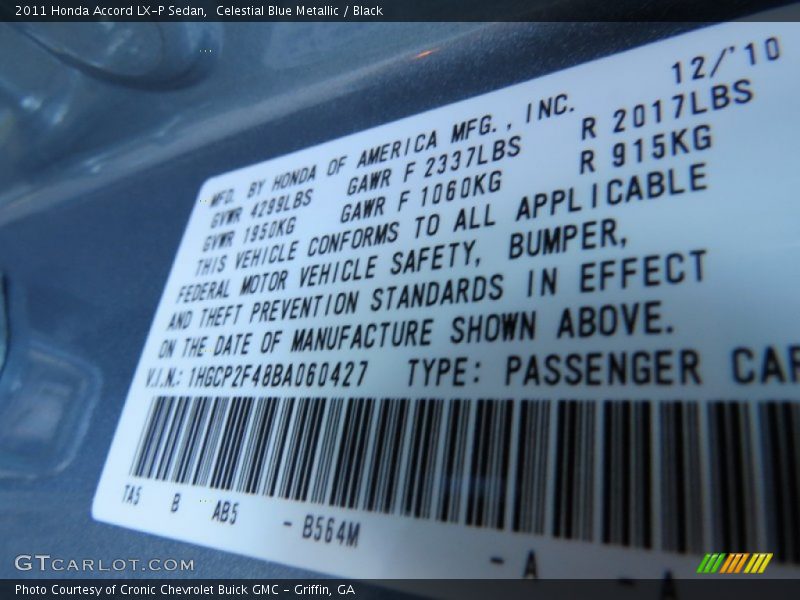 2011 Honda Accord LX-P Sedan,  Celestial Blue Metallic / Black
12/'10
MFD. BY HONDA OF AMERICA MFG., INC.
GVWR 4299LBS GAWR F 2337LBS R 2017LBS
GVWR 1950KG GAWR F 1060KG R 915KG
THIS VEHICLE CONFORMS TO ALL APPLICABLE
FEDERAL MOTOR VEHICLE SAFETY, BUMPER,
AND THEFT PREVENTION STANDARDS IN EFFECT
ON THE DATE OF MANUFACTURE SHOWN ABOVE.
V.I.N.: 1HGCP2F48BA060427 TYPE: PASSENGER CAR
TA5 B AB5 - B564M - A - A
GTCARLOT.COM
Photo Courtesy of Cronic Chevrolet Buick GMC – Griffin, GA